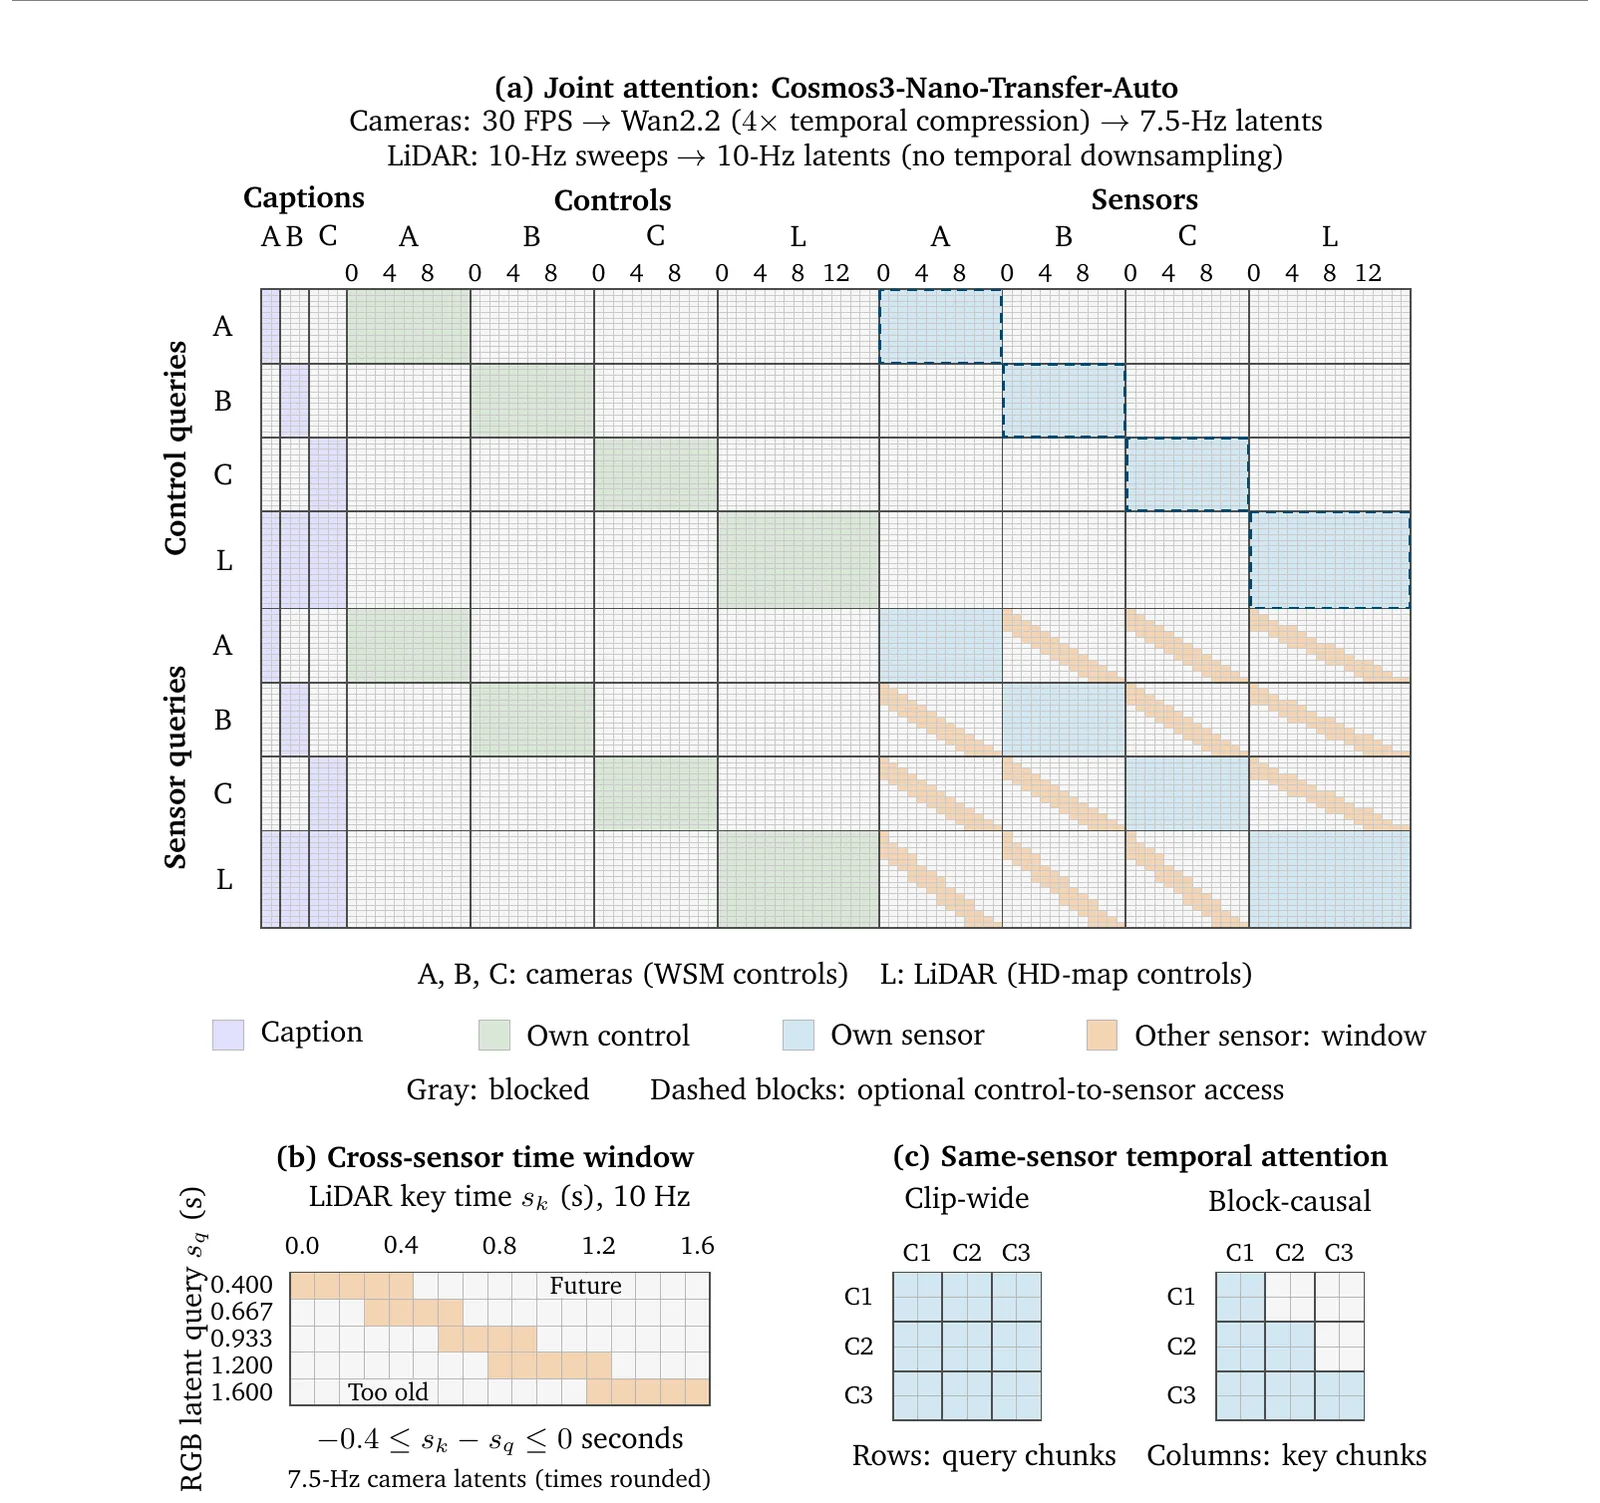 (a) Joint attention: Cosmos3-Nano-Transfer-Auto
Cameras: 30 FPS → Wan2.2 (4× temporal compression) → 7.5-Hz latents
LiDAR: 10-Hz sweeps → 10-Hz latents (no temporal downsampling)
Captions Controls Sensors
A B C A B C L A B C L
0 4 8 0 4 8 0 4 8 0 4 8 12 0 4 8 0 4 8 0 4 8 0 4 8 12
Control queries
A
B
C
L
Sensor queries
A
B
C
L
A, B, C: cameras (WSM controls) L: LiDAR (HD-map controls)
Caption Own control Own sensor Other sensor: window
Gray: blocked Dashed blocks: optional control-to-sensor access
(b) Cross-sensor time window
LiDAR key time s_k (s), 10 Hz
0.0 0.4 0.8 1.2 1.6
RGB latent query s_q (s)
0.400 Future
0.667
0.933
1.200
1.600 Too old
−0.4 ≤ s_k − s_q ≤ 0 seconds
7.5-Hz camera latents (times rounded)
(c) Same-sensor temporal attention
Clip-wide Block-causal
C1 C2 C3 C1 C2 C3
C1 C1
C2 C2
C3 C3
Rows: query chunks Columns: key chunks